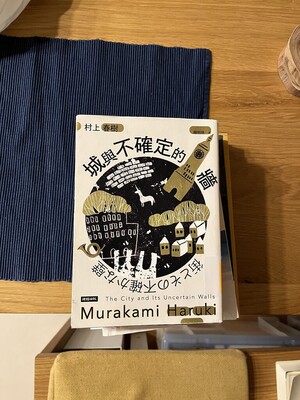 村上春樹
城與不確定的牆
街とその不確かな壁
The City and Its Uncertain Walls
Murakami Haruki